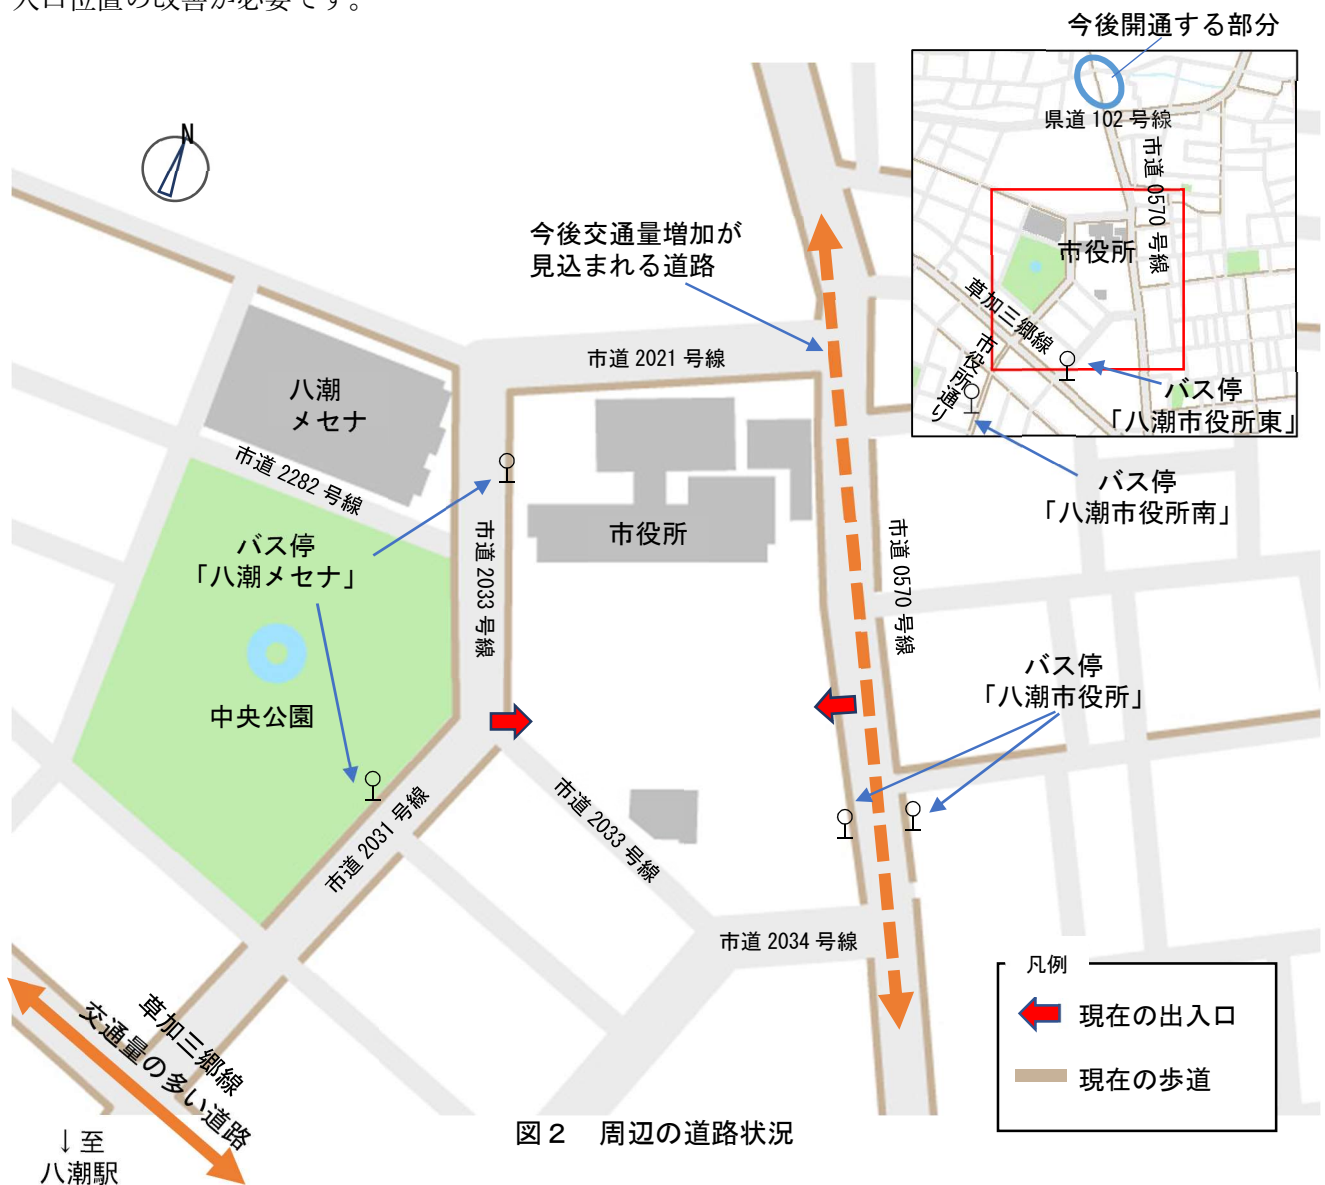 入口位置の改善が必要です。
今後開通する部分
県道 102 号線
市道 0570 号線
市役所
草加三郷線
市役所通り
バス停
「八潮市役所東」
バス停
「八潮市役所南」
N
今後交通量増加が
見込まれる道路
市道 2021 号線
八潮
メセナ
市道 2282 号線
バス停
「八潮メセナ」
市道 2033 号線
市役所
市道 0570 号線
中央公園
バス停
「八潮市役所」
市道 2031 号線
市道 2033 号線
市道 2034 号線
草加三郷線
交通量の多い道路
↓至
八潮駅
凡例
現在の出入口
現在の歩道
図２　周辺の道路状況